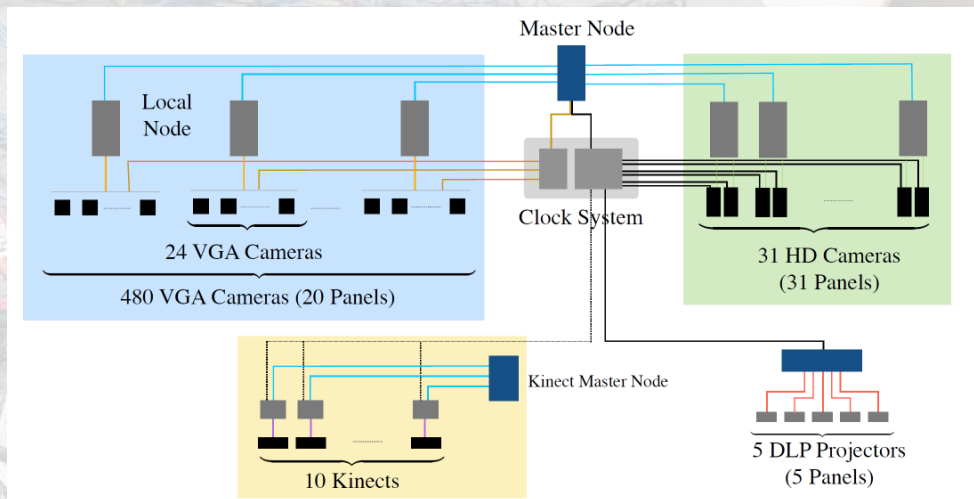 Master Node
Local
Node
Clock System
24 VGA Cameras
480 VGA Cameras (20 Panels)
31 HD Cameras
(31 Panels)
Kinect Master Node
10 Kinects
5 DLP Projectors
(5 Panels)